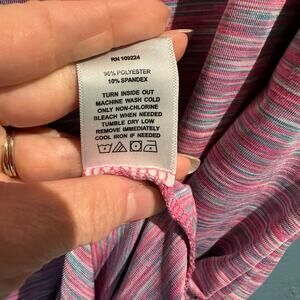 RN 109224
90% POLYESTER
10% SPANDEX
TURN INSIDE OUT
MACHINE WASH COLD
ONLY NON-CHLORINE
BLEACH WHEN NEEDED
TUMBLE DRY LOW
REMOVE IMMEDIATELY
COOL IRON IF NEEDED